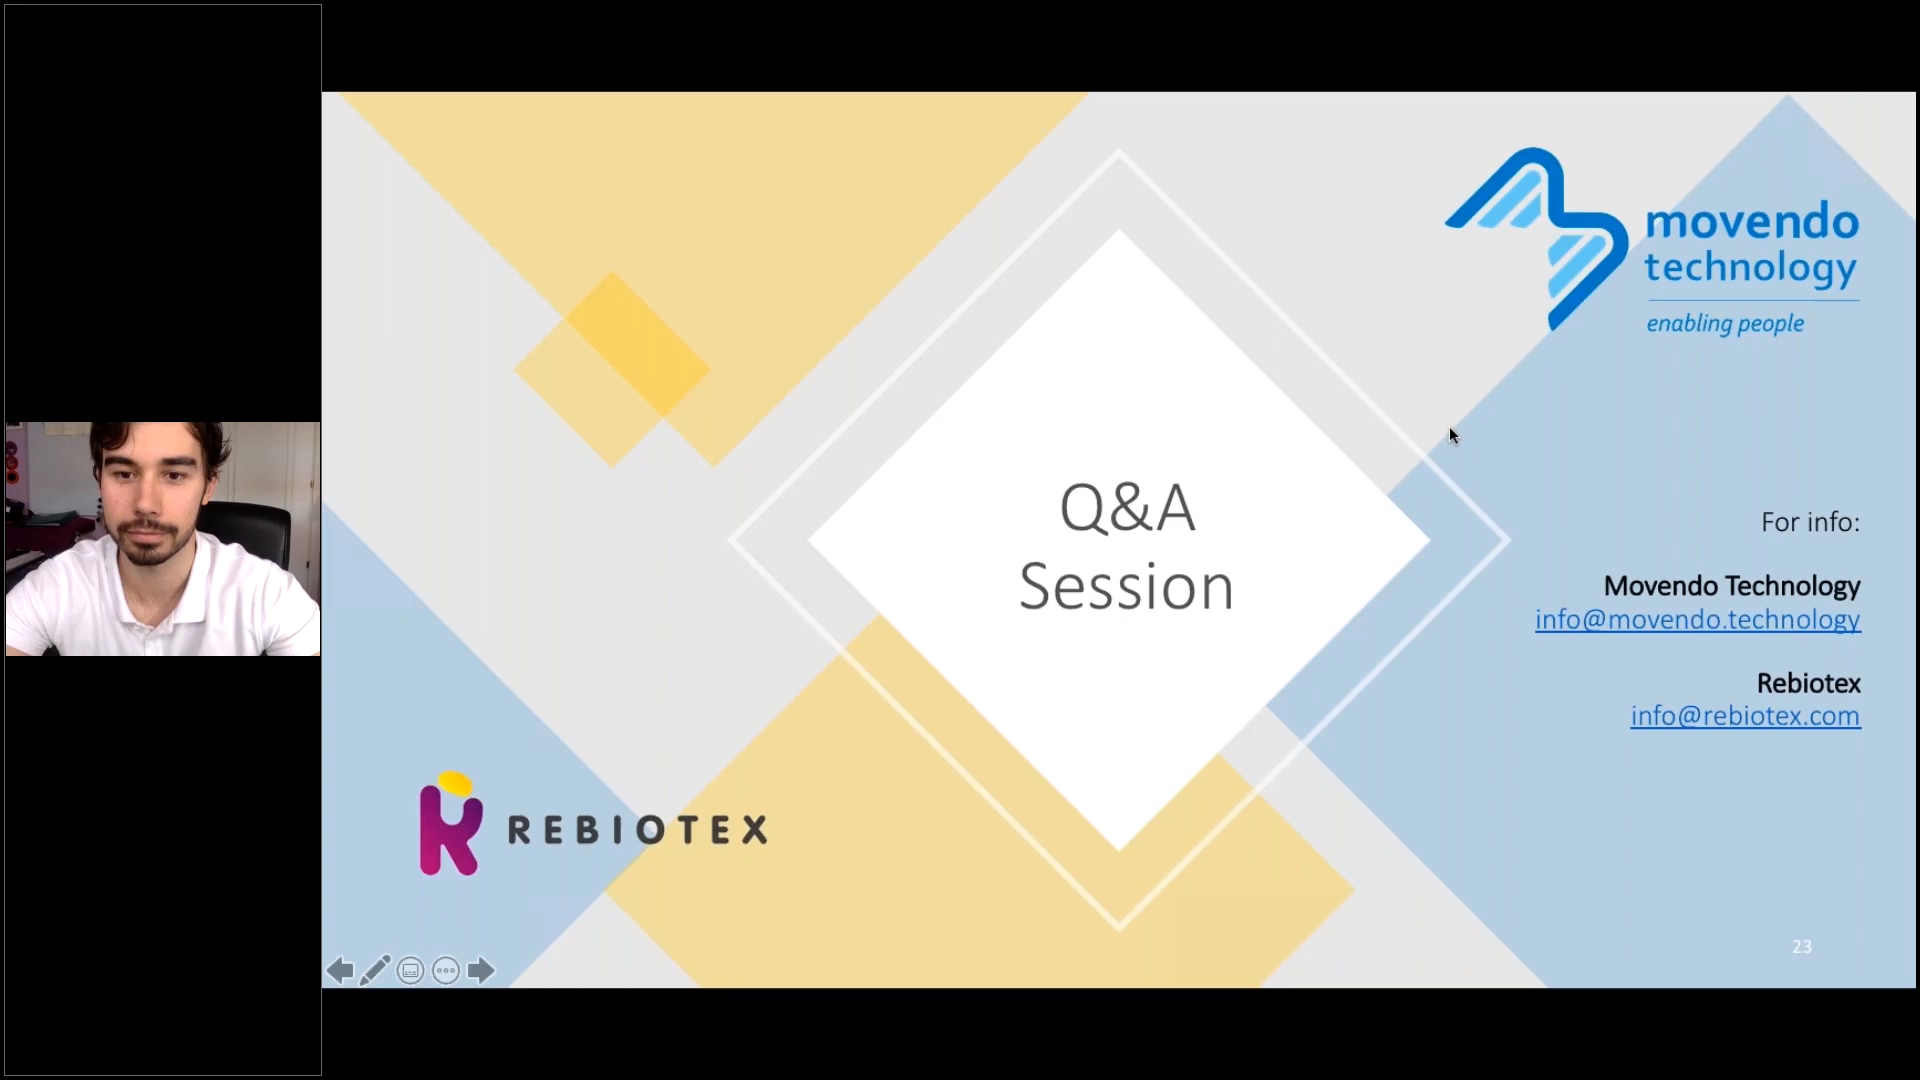 movendo
technology
enabling people
Q&A
Session
For info:
Movendo Technology
info@movendo.technology
Rebiotex
info@rebiotex.com
REBIOTEX
23